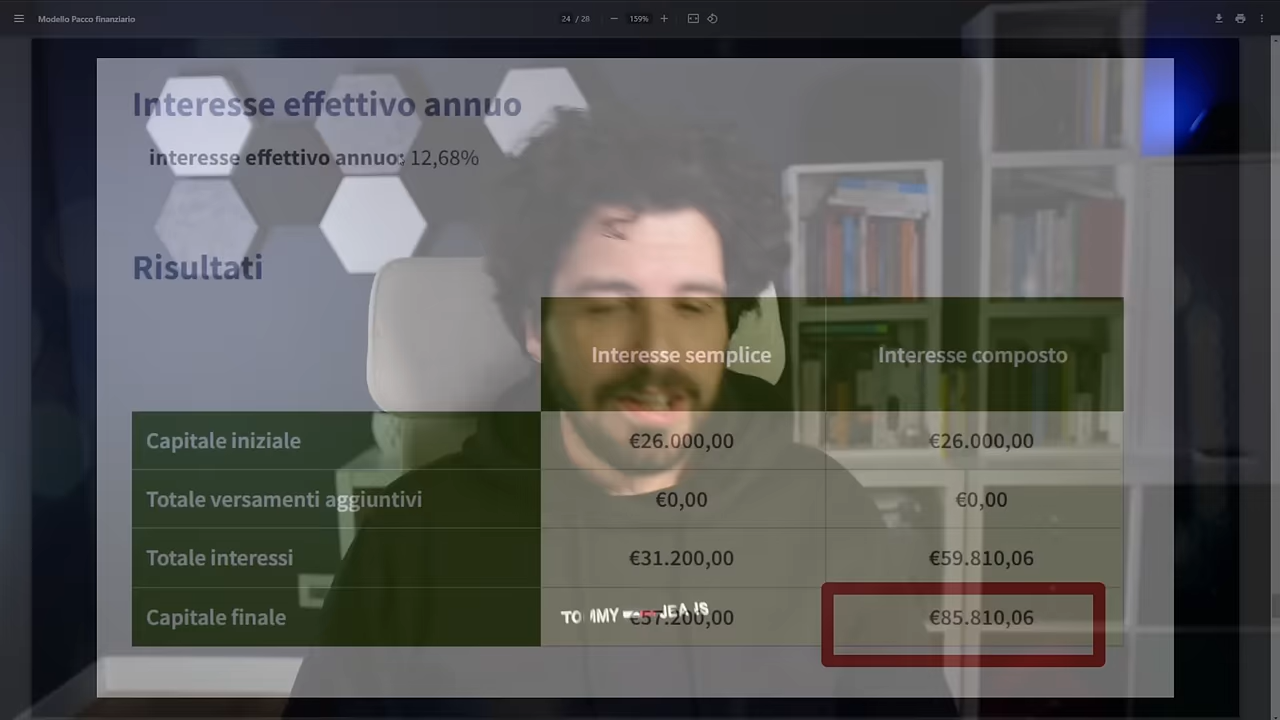 Modello Pacco finanziario
24 / 28
159%
Interesse effettivo annuo
interesse effettivo annuo: 12,68%
Risultati
Interesse semplice Interesse composto
Capitale iniziale €26.000,00 €26.000,00
Totale versamenti aggiuntivi €0,00 €0,00
Totale interessi €31.200,00 €59.810,06
Capitale finale €57.200,00 €85.810,06
TOMMY JEANS